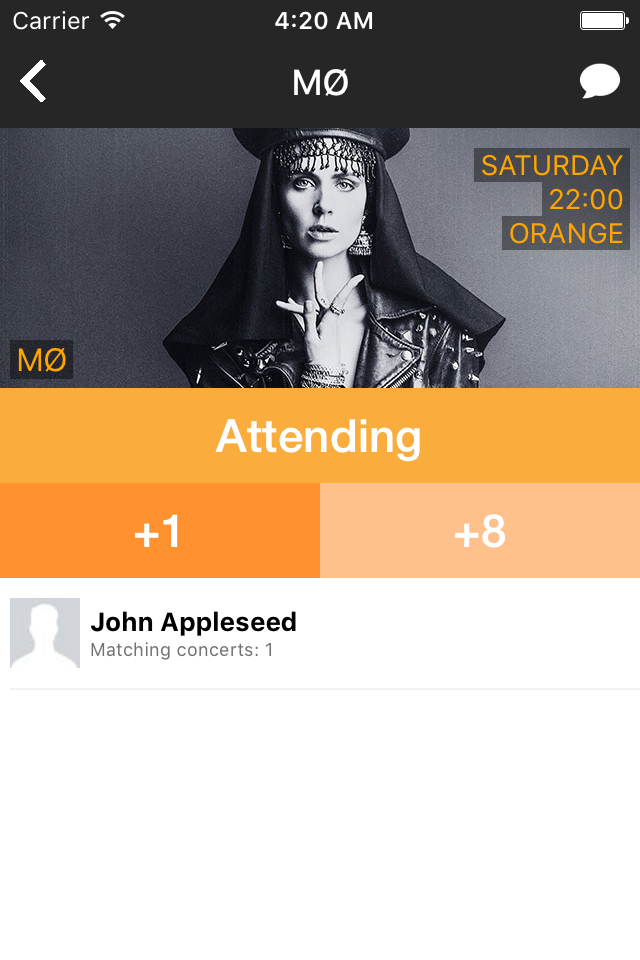 Carrier 4:20 AM
MØ
SATURDAY
22:00
ORANGE
MØ
Attending
+1 +8
John Appleseed
Matching concerts: 1